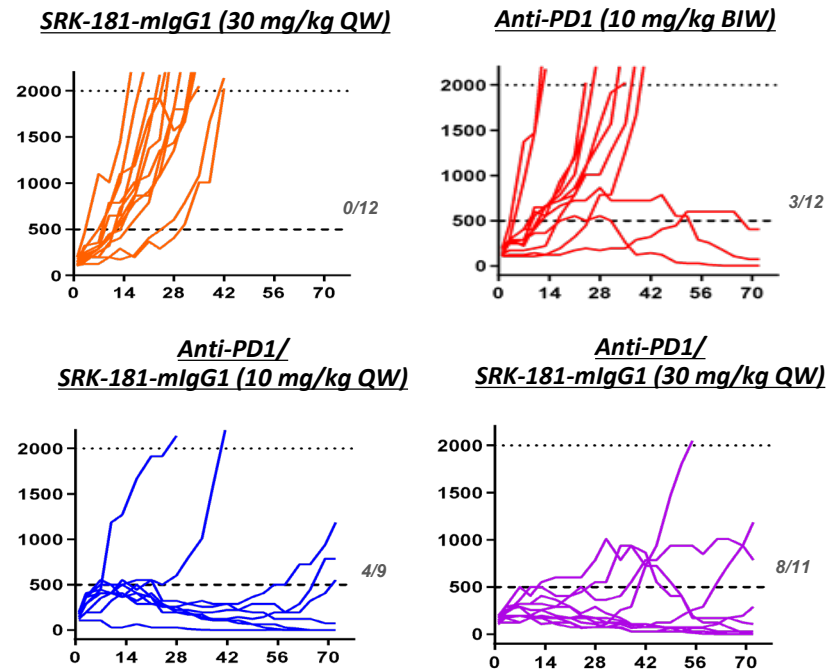 SRK-181-mIgG1 (30 mg/kg QW)
2000
1500
1000
500
0
0/12
0 14 28 42 56 70
Anti-PD1 (10 mg/kg BIW)
2000
1500
1000
500
0
3/12
0 14 28 42 56 70
Anti-PD1/
SRK-181-mIgG1 (10 mg/kg QW)
2000
1500
1000
500
0
4/9
0 14 28 42 56 70
Anti-PD1/
SRK-181-mIgG1 (30 mg/kg QW)
2000
1500
1000
500
0
8/11
0 14 28 42 56 70